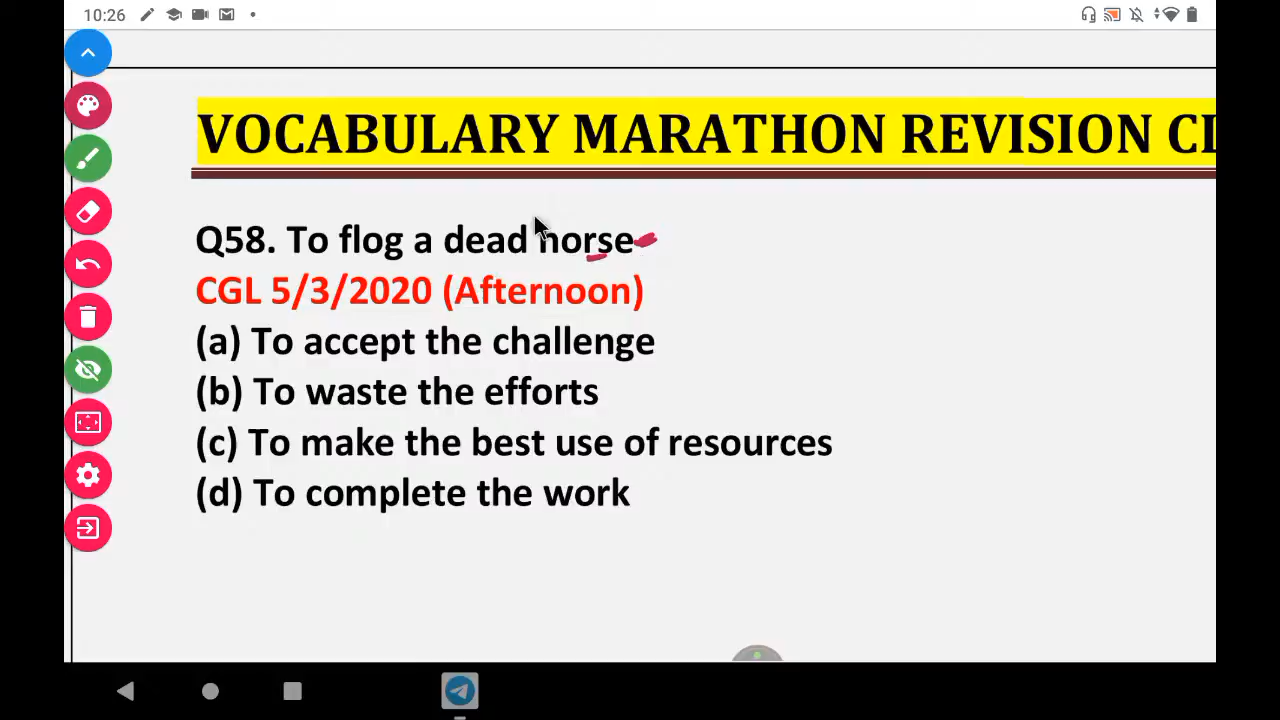 10:26
VOCABULARY MARATHON REVISION CL
Q58. To flog a dead horse
CGL 5/3/2020 (Afternoon)
(a) To accept the challenge
(b) To waste the efforts
(c) To make the best use of resources
(d) To complete the work